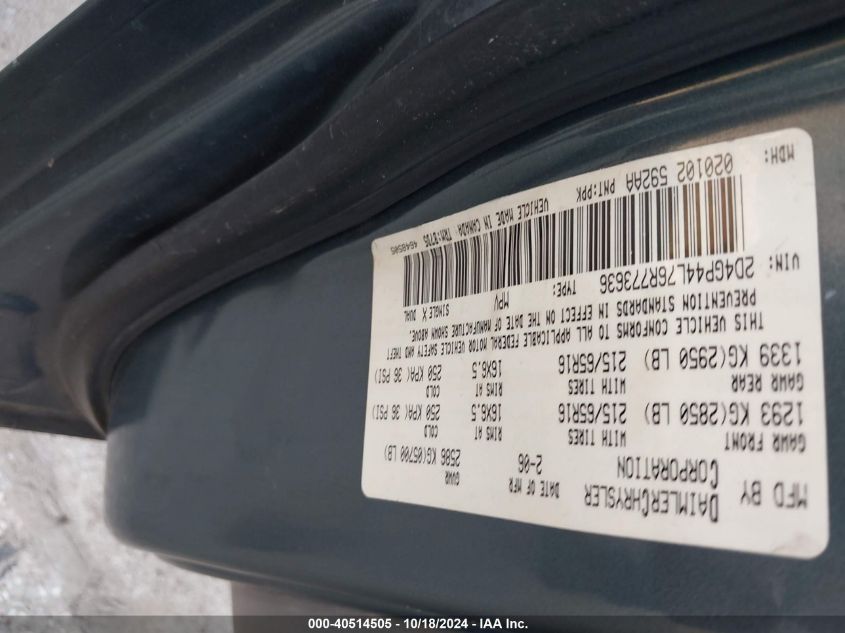 MFD BY DAIMLERCHRYSLER CORPORATION DATE OF MFR 2-06 GVWR 2586 KG(05700 LB)
GAWR FRONT WITH TIRES RIMS AT COLD
1293 KG(2850 LB) 215/65R16 16X6.5 250 KPA(36 PSI)
GAWR REAR WITH TIRES RIMS AT COLD
1339 KG(2950 LB) 215/65R16 16X6.5 250 KPA(36 PSI)
THIS VEHICLE CONFORMS TO ALL APPLICABLE FEDERAL MOTOR VEHICLE SAFETY AND THEFT
PREVENTION STANDARDS IN EFFECT ON THE DATE OF MANUFACTURE SHOWN ABOVE.
VIN: 2D4GP44L76R773636 TYPE: MPV SINGLE X DUAL
MDH: 020102 592AA PNT:PPK VEHICLE MADE IN CANADA 4648505
000-40514505 - 10/18/2024 - IAA Inc.